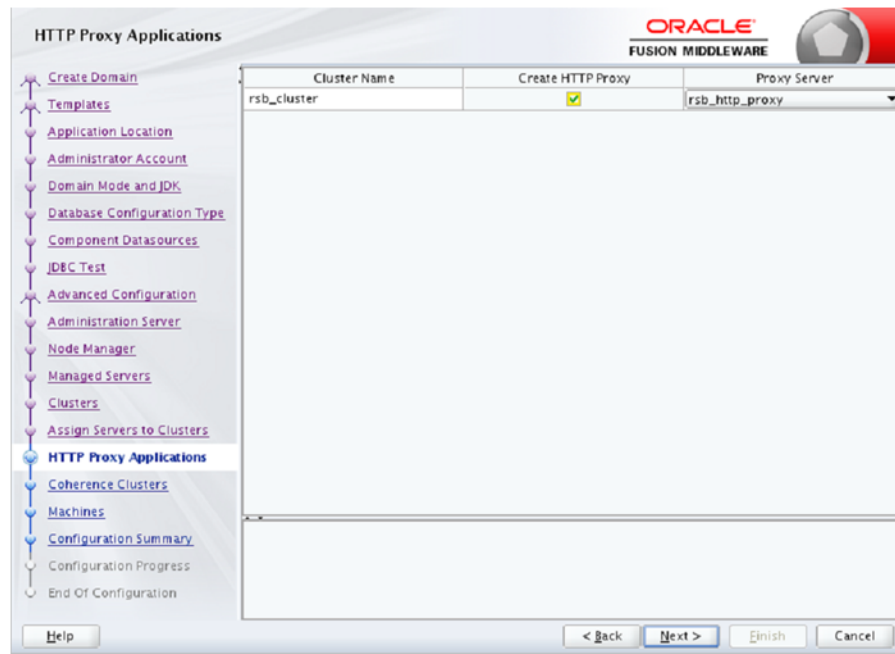 HTTP Proxy Applications
ORACLE
FUSION MIDDLEWARE
Create Domain
Templates
Application Location
Administrator Account
Domain Mode and JDK
Database Configuration Type
Component Datasources
JDBC Test
Advanced Configuration
Administration Server
Node Manager
Managed Servers
Clusters
Assign Servers to Clusters
HTTP Proxy Applications
Coherence Clusters
Machines
Configuration Summary
Configuration Progress
End Of Configuration
Cluster Name Create HTTP Proxy Proxy Server
rsb_cluster rsb_http_proxy
Help < Back Next > Finish Cancel